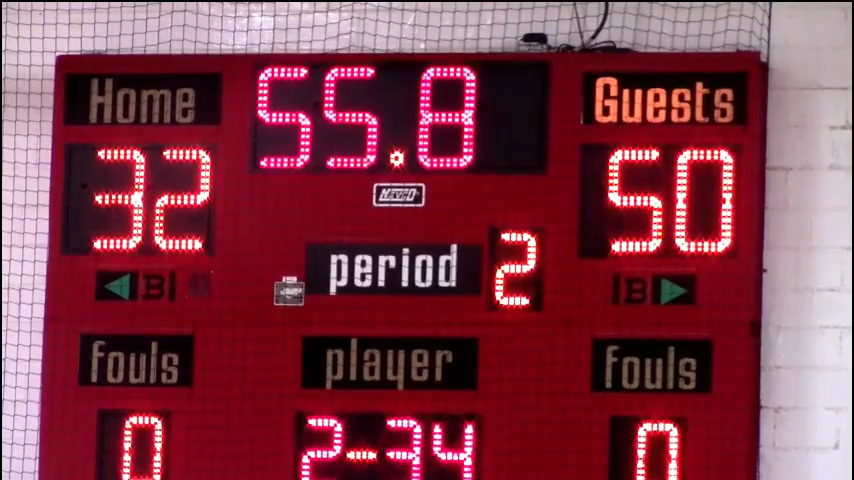 Home 55.8 Guests
32 50
NEVCO
period 2
B B
fouls player fouls
0 2-34 0